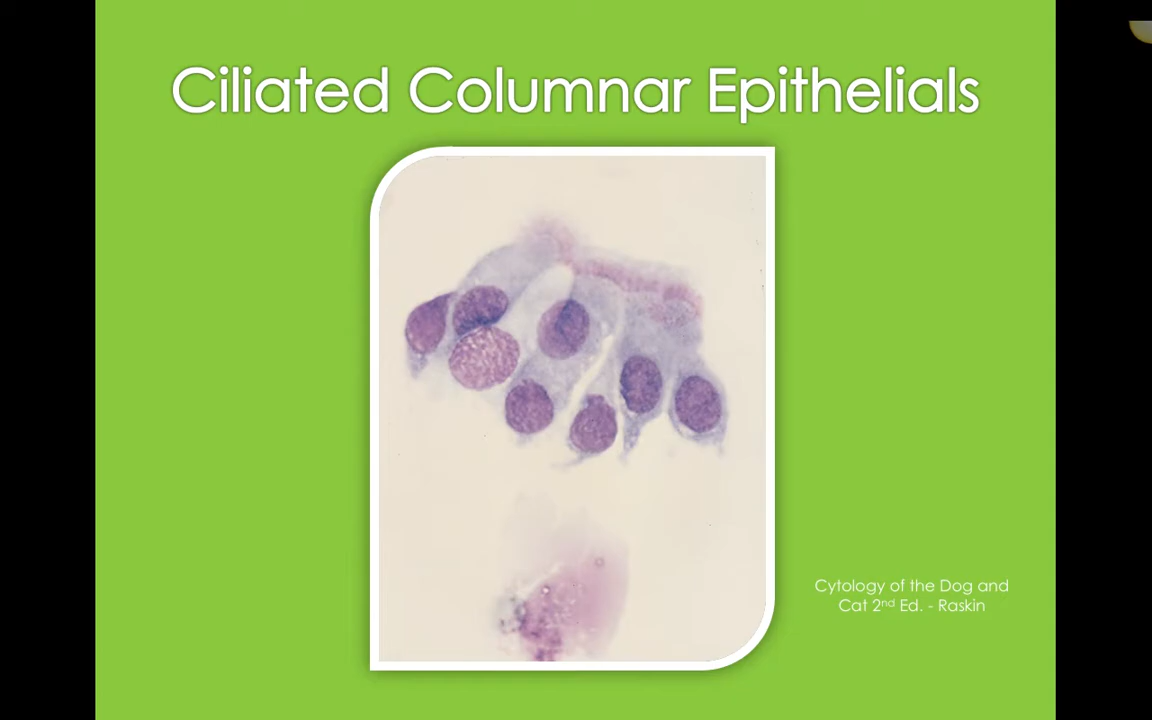 Ciliated Columnar Epithelials
Cytology of the Dog and
Cat 2nd Ed. - Raskin